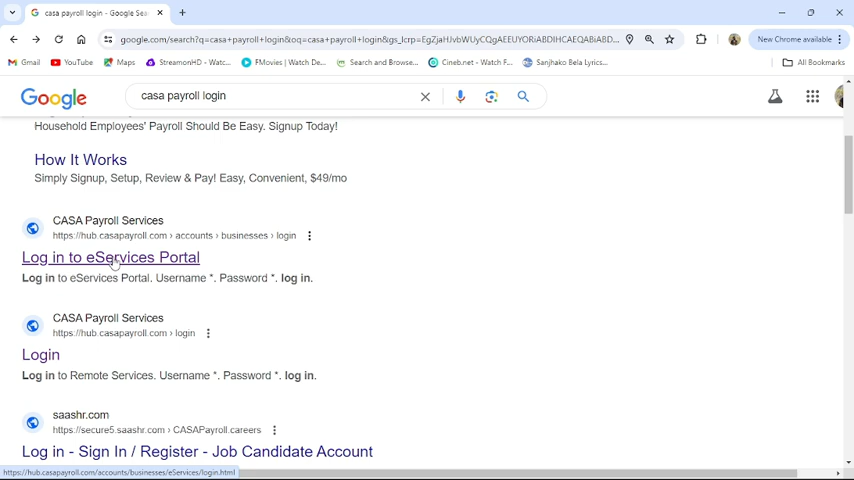 casa payroll login - Google Sea
google.com/search?q=casa+payroll+login&oq=casa+payroll+login&gs_lcrp=EgZjaHJvbWUyCQgAEEUYORiABDIHCAEQABiABD...
New Chrome available
Gmail
YouTube
Maps
StreamonHD - Watc...
FMovies | Watch De...
Search and Browse...
Cineb.net - Watch F...
Sanjhako Bela Lyrics...
All Bookmarks
Google
casa payroll login
Household Employees' Payroll Should Be Easy. Signup Today!
How It Works
Simply Signup, Setup, Review & Pay! Easy, Convenient, $49/mo
CASA Payroll Services
https://hub.casapayroll.com › accounts › businesses › login
Log in to eServices Portal
Log in to eServices Portal. Username *. Password *. log in.
CASA Payroll Services
https://hub.casapayroll.com › login
Login
Log in to Remote Services. Username *. Password *. log in.
saashr.com
https://secure5.saashr.com › CASAPayroll.careers
Log in - Sign In / Register - Job Candidate Account
https://hub.casapayroll.com/accounts/businesses/eServices/login.html